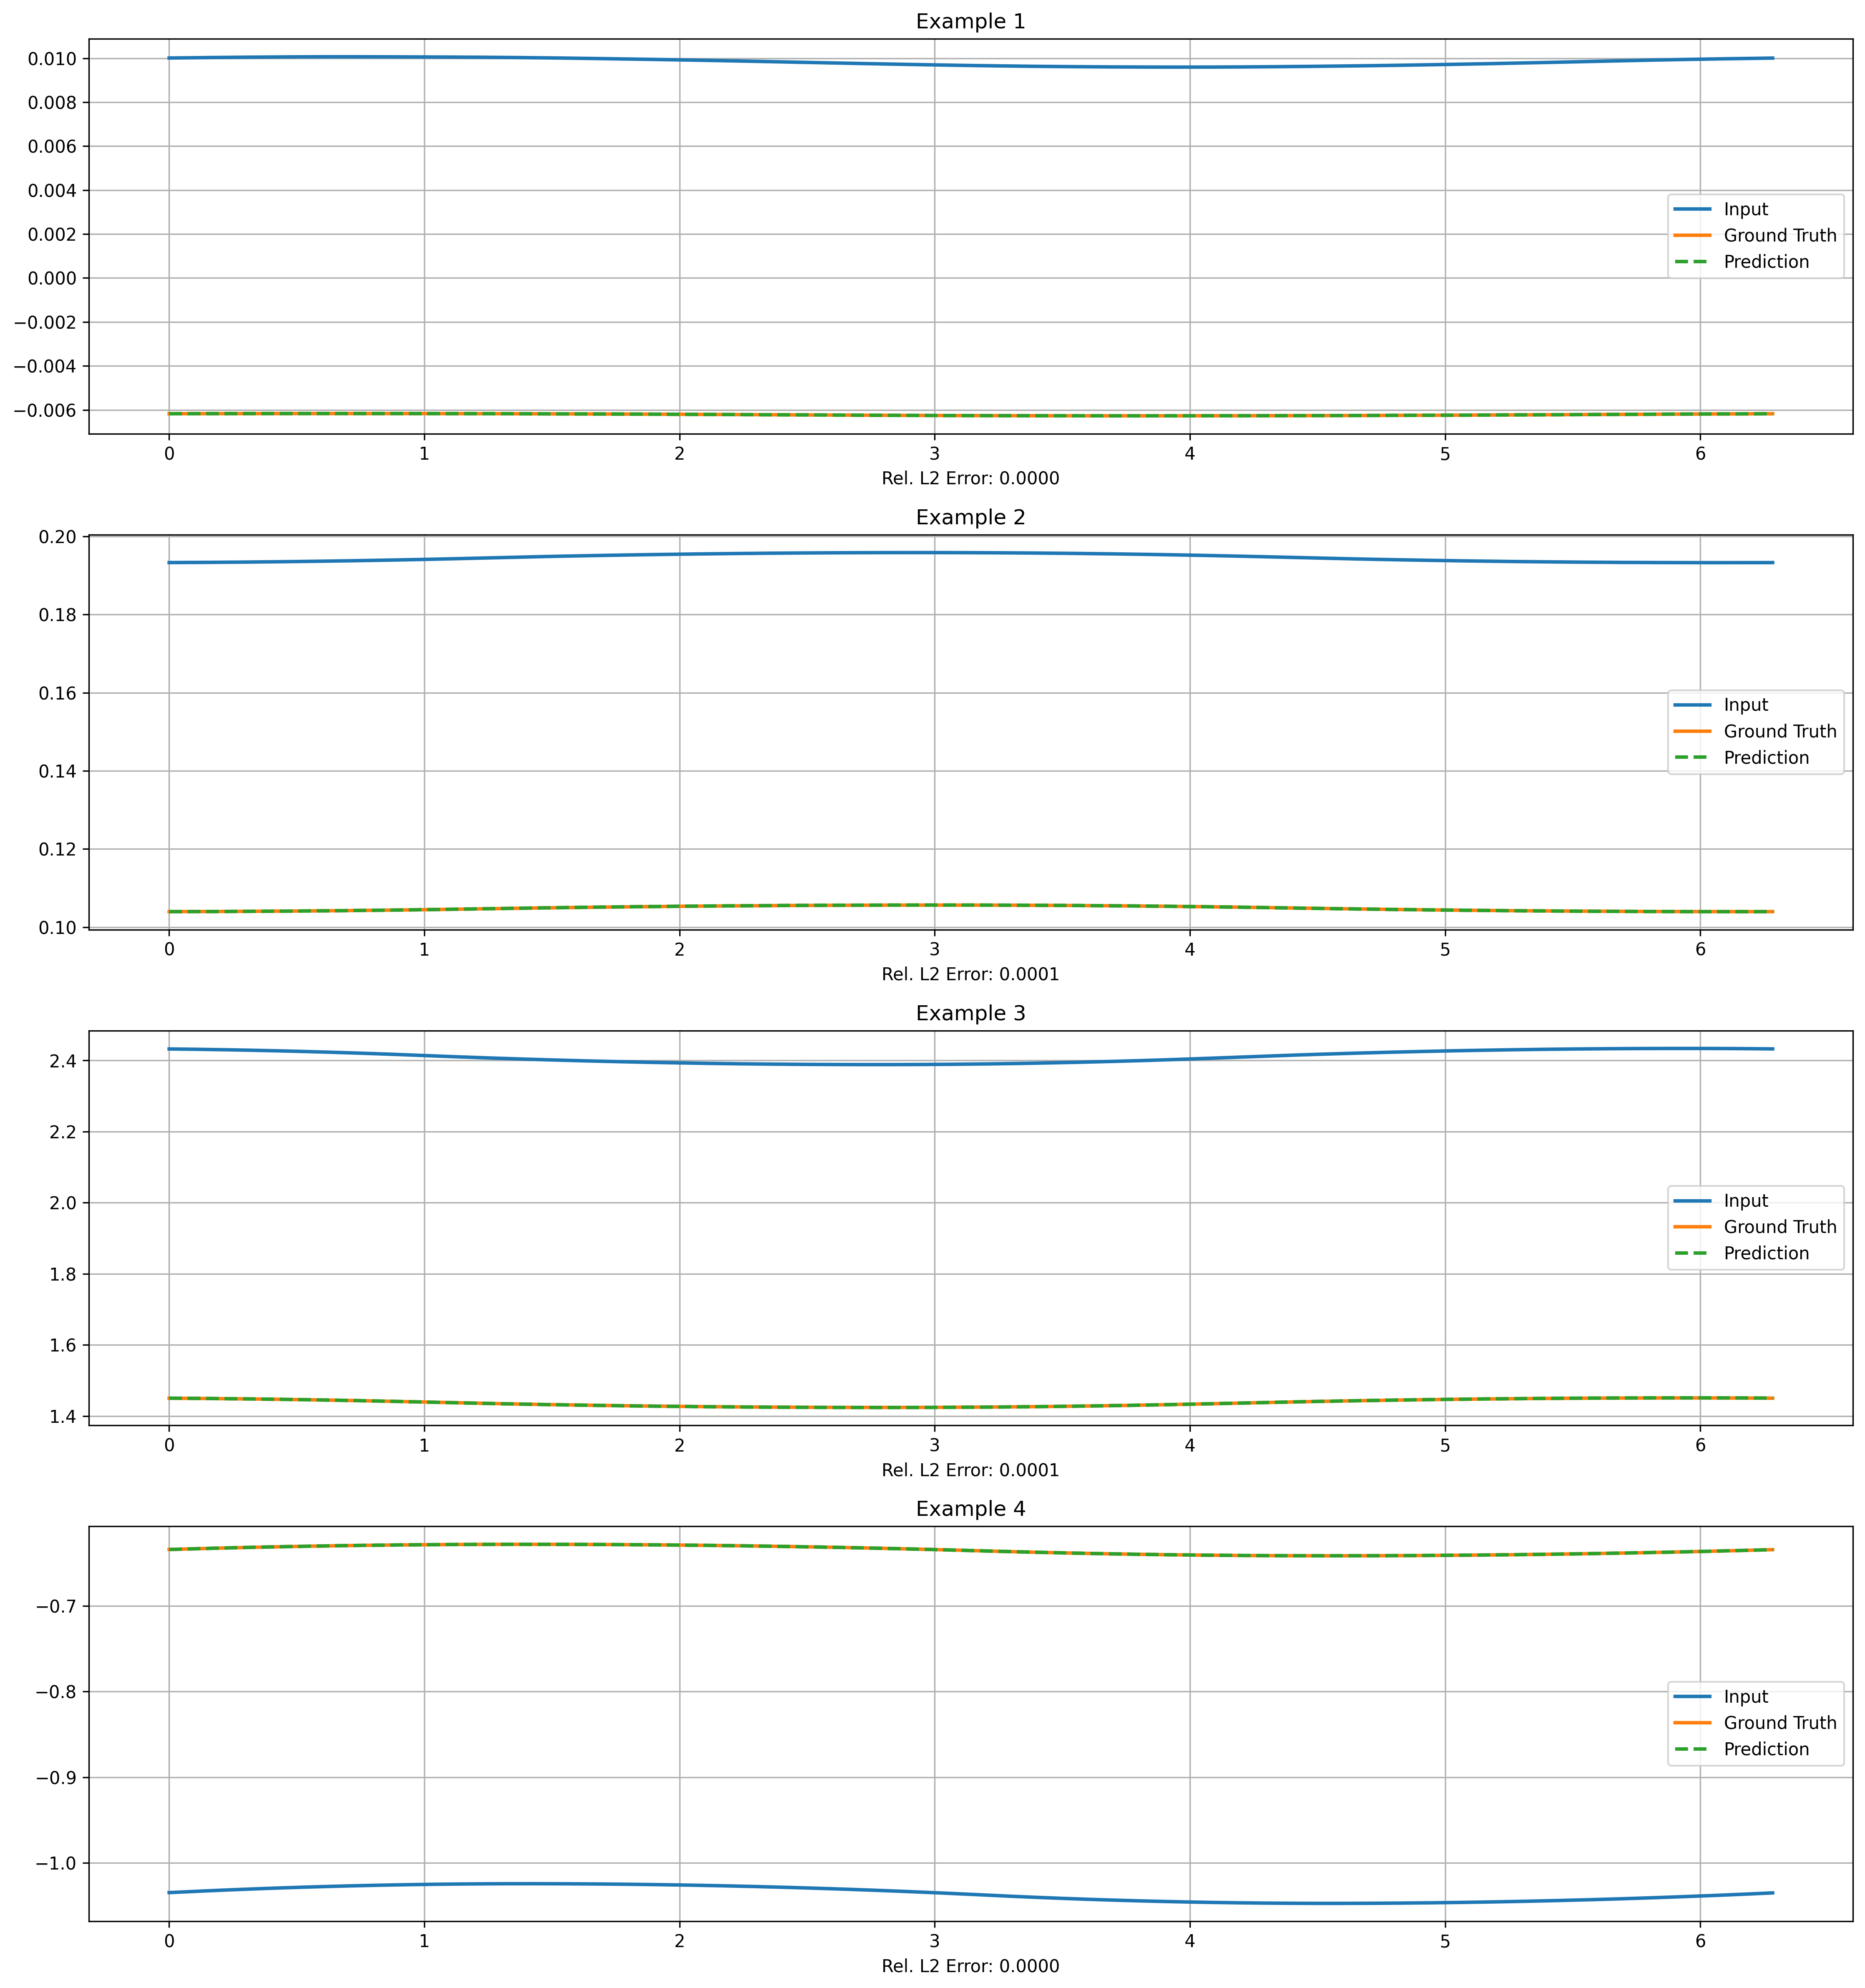 Example 1
0.010
0.008
0.006
0.004
0.002
0.000
−0.002
−0.004
−0.006
Input
Ground Truth
Prediction
0 1 2 3 4 5 6
Rel. L2 Error: 0.0000
Example 2
0.20
0.18
0.16
0.14
0.12
0.10
Input
Ground Truth
Prediction
0 1 2 3 4 5 6
Rel. L2 Error: 0.0001
Example 3
2.4
2.2
2.0
1.8
1.6
1.4
Input
Ground Truth
Prediction
0 1 2 3 4 5 6
Rel. L2 Error: 0.0001
Example 4
−0.7
−0.8
−0.9
−1.0
Input
Ground Truth
Prediction
0 1 2 3 4 5 6
Rel. L2 Error: 0.0000